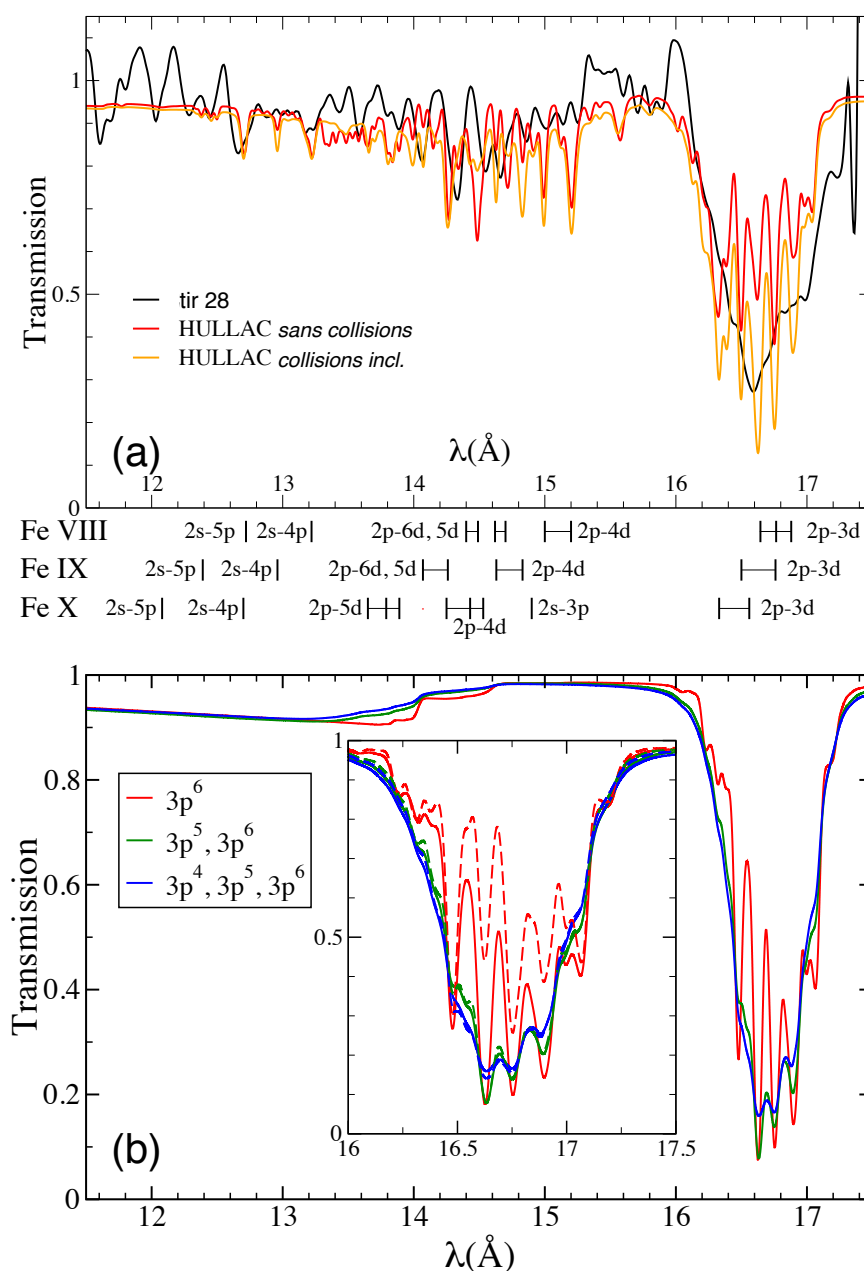 1
0.5
0
Transmission
tir 28
HULLAC sans collisions
HULLAC collisions incl.
(a)
λ(Å)
12 13 14 15 16 17
Fe VIII 2s-5p 2s-4p 2p-6d, 5d 2p-4d 2p-3d
Fe IX 2s-5p 2s-4p 2p-6d, 5d 2p-4d 2p-3d
Fe X 2s-5p 2s-4p 2p-5d 2p-4d 2s-3p 2p-3d
1
0.8
0.6
0.4
0.2
0
Transmission
3p⁶
3p⁵, 3p⁶
3p⁴, 3p⁵, 3p⁶
1
0.5
0
16 16.5 17 17.5
(b)
12 13 14 15 16 17
λ(Å)